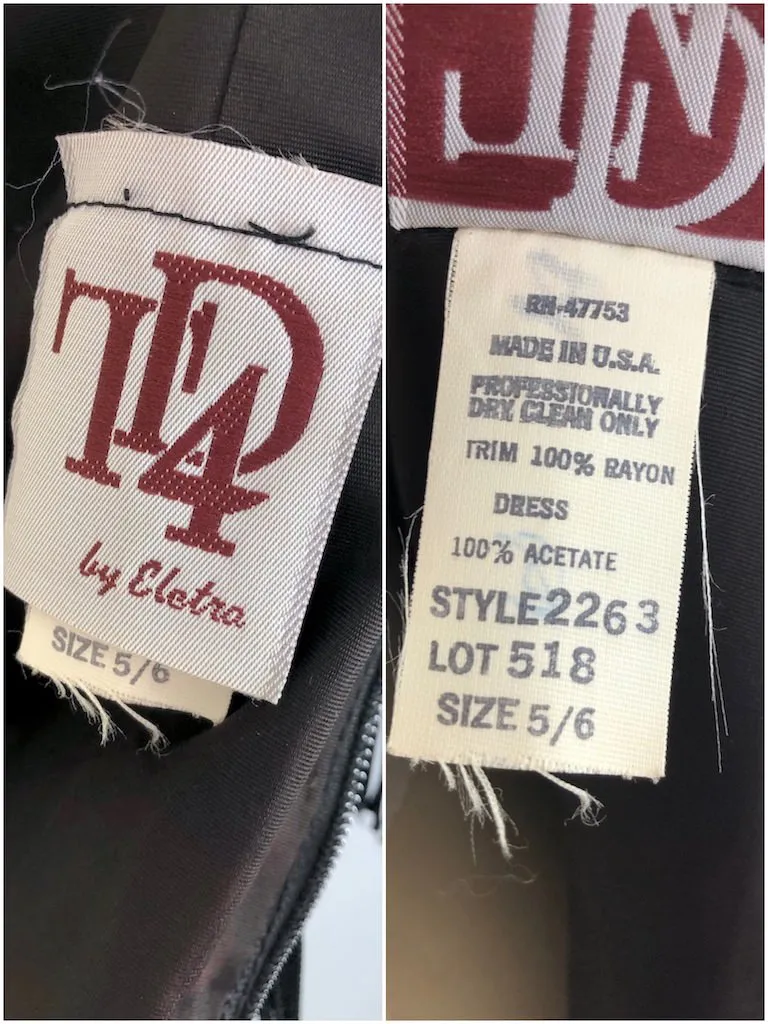 TD4
by Eletra
SIZE 5/6
RN-47753
MADE IN U.S.A.
PROFESSIONALLY
DRY CLEAN ONLY
TRIM 100% RAYON
DRESS
100% ACETATE
STYLE 2263
LOT 518
SIZE 5/6